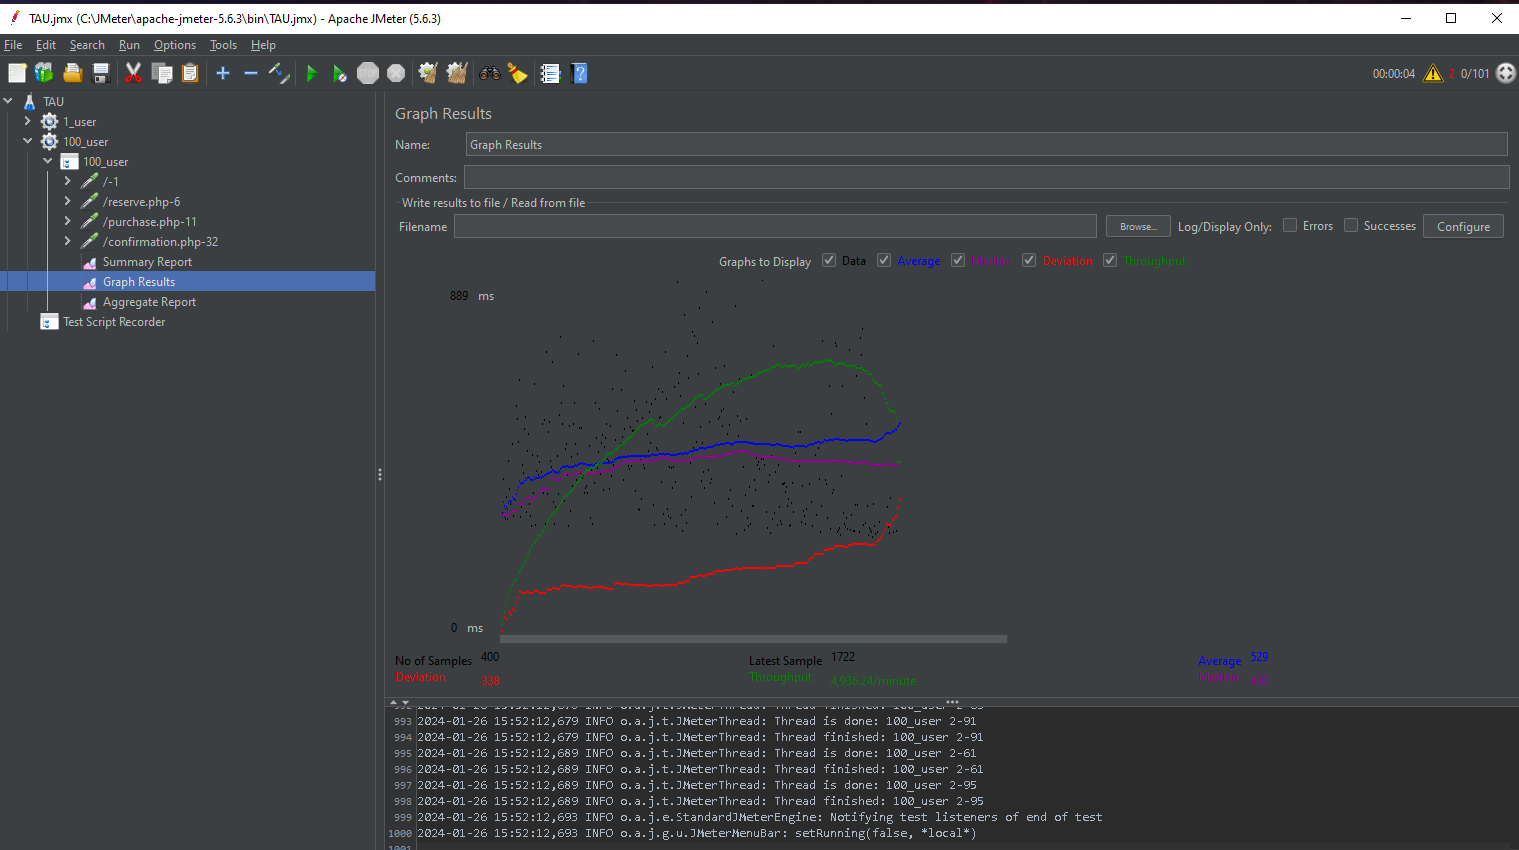 TAU.jmx (C:\JMeter\apache-jmeter-5.6.3\bin\TAU.jmx) - Apache JMeter (5.6.3)
File Edit Search Run Options Tools Help
00:00:04 2 0/101
TAU
1_user
100_user
100_user
/-1
/reserve.php-6
/purchase.php-11
/confirmation.php-32
Summary Report
Graph Results
Aggregate Report
Test Script Recorder
Graph Results
Name: Graph Results
Comments:
Write results to file / Read from file
Filename Browse... Log/Display Only: Errors Successes Configure
Graphs to Display Data Average Median Deviation Throughput
889 ms
0 ms
No of Samples 400 Latest Sample 1722 Average 529
Deviation 338 Throughput Median
993 2024-01-26 15:52:12,679 INFO o.a.j.t.JMeterThread: Thread is done: 100_user 2-91
994 2024-01-26 15:52:12,679 INFO o.a.j.t.JMeterThread: Thread finished: 100_user 2-91
995 2024-01-26 15:52:12,689 INFO o.a.j.t.JMeterThread: Thread is done: 100_user 2-61
996 2024-01-26 15:52:12,689 INFO o.a.j.t.JMeterThread: Thread finished: 100_user 2-61
997 2024-01-26 15:52:12,689 INFO o.a.j.t.JMeterThread: Thread is done: 100_user 2-95
998 2024-01-26 15:52:12,689 INFO o.a.j.t.JMeterThread: Thread finished: 100_user 2-95
999 2024-01-26 15:52:12,693 INFO o.a.j.e.StandardJMeterEngine: Notifying test listeners of end of test
1000 2024-01-26 15:52:12,693 INFO o.a.j.g.u.JMeterMenuBar: setRunning(false, *local*)
1001